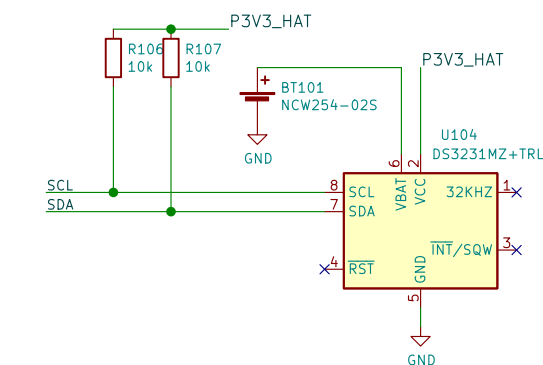 P3V3_HAT
R106
10k
R107
10k
+
BT101
NCW254-02S
GND
P3V3_HAT
U104
DS3231MZ+TRL
SCL
SDA
8
SCL
7
SDA
6
VBAT
2
VCC
32KHZ
1
INT/SQW
3
4
RST
GND
5
GND